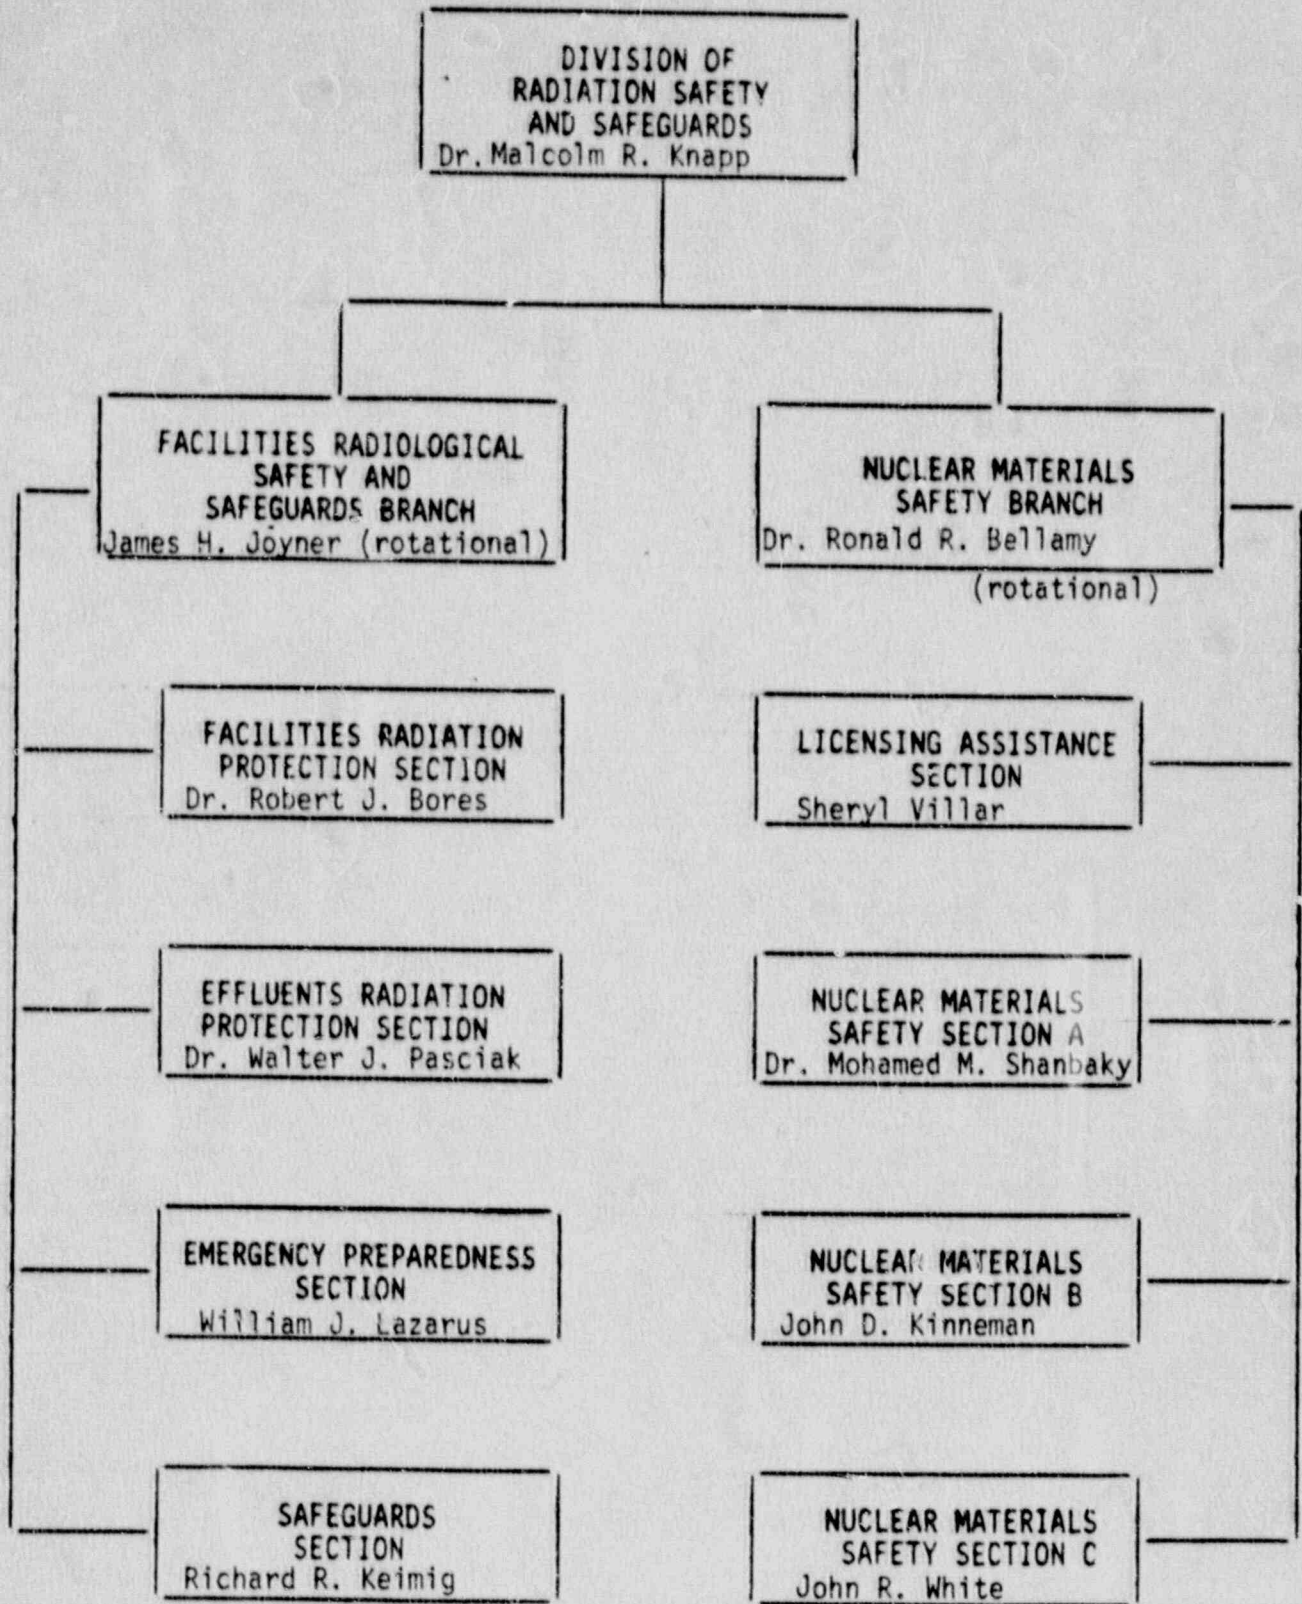 DIVISION OF
RADIATION SAFETY
AND SAFEGUARDS
Dr. Malcolm R. Knapp
FACILITIES RADIOLOGICAL
SAFETY AND
SAFEGUARDS BRANCH
James H. Joyner (rotational)
NUCLEAR MATERIALS
SAFETY BRANCH
Dr. Ronald R. Bellamy
(rotational)
FACILITIES RADIATION
PROTECTION SECTION
Dr. Robert J. Bores
LICENSING ASSISTANCE
SECTION
Sheryl Villar
EFFLUENTS RADIATION
PROTECTION SECTION
Dr. Walter J. Pasciak
NUCLEAR MATERIALS
SAFETY SECTION A
Dr. Mohamed M. Shanbaky
EMERGENCY PREPAREDNESS
SECTION
William J. Lazarus
NUCLEAR MATERIALS
SAFETY SECTION B
John D. Kinneman
SAFEGUARDS
SECTION
Richard R. Keimig
NUCLEAR MATERIALS
SAFETY SECTION C
John R. White